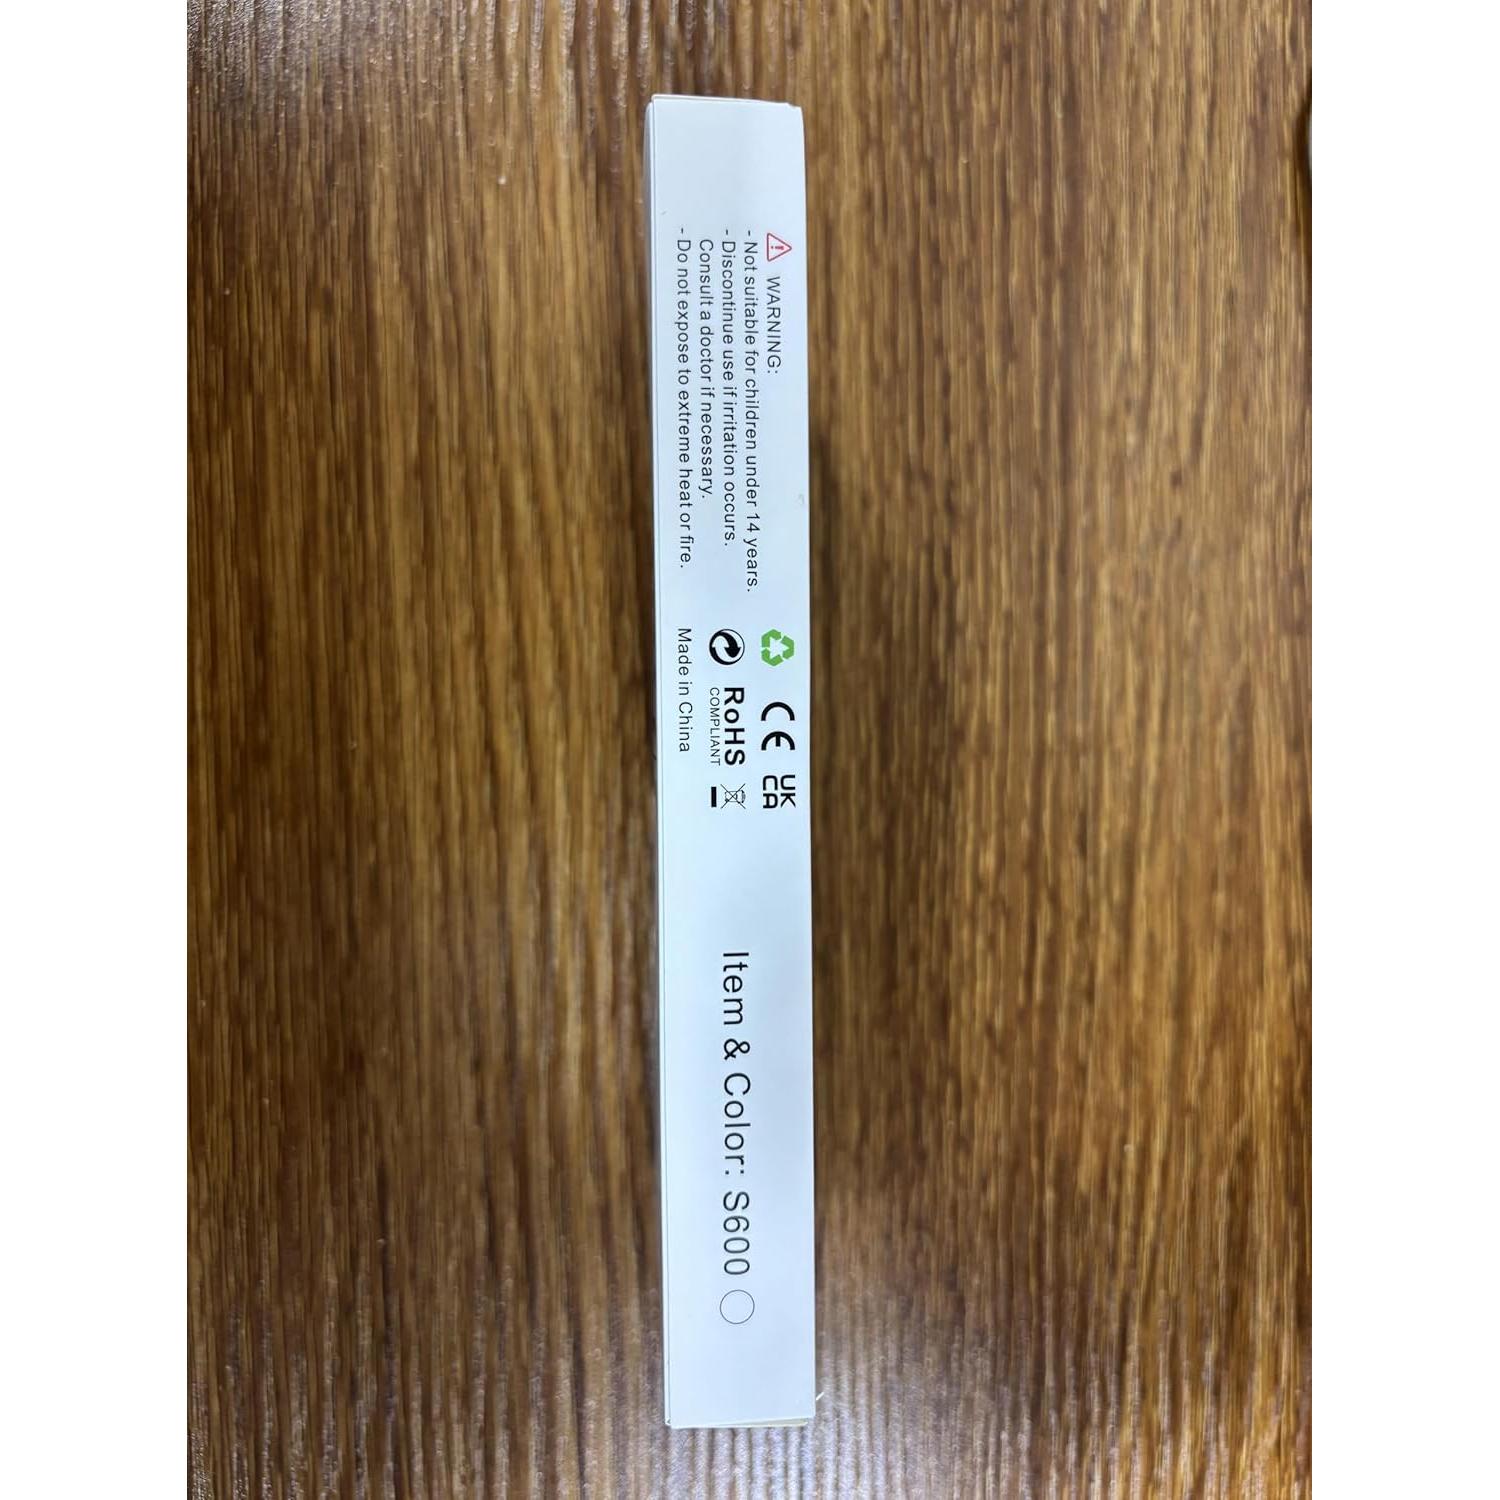 WARNING:
- Not suitable for children under 14 years.
- Discontinue use if irritation occurs.
Consult a doctor if necessary.
- Do not expose to extreme heat or fire.
CE
UK
CA
RoHS
COMPLIANT
Made in China
Item & Color: S600